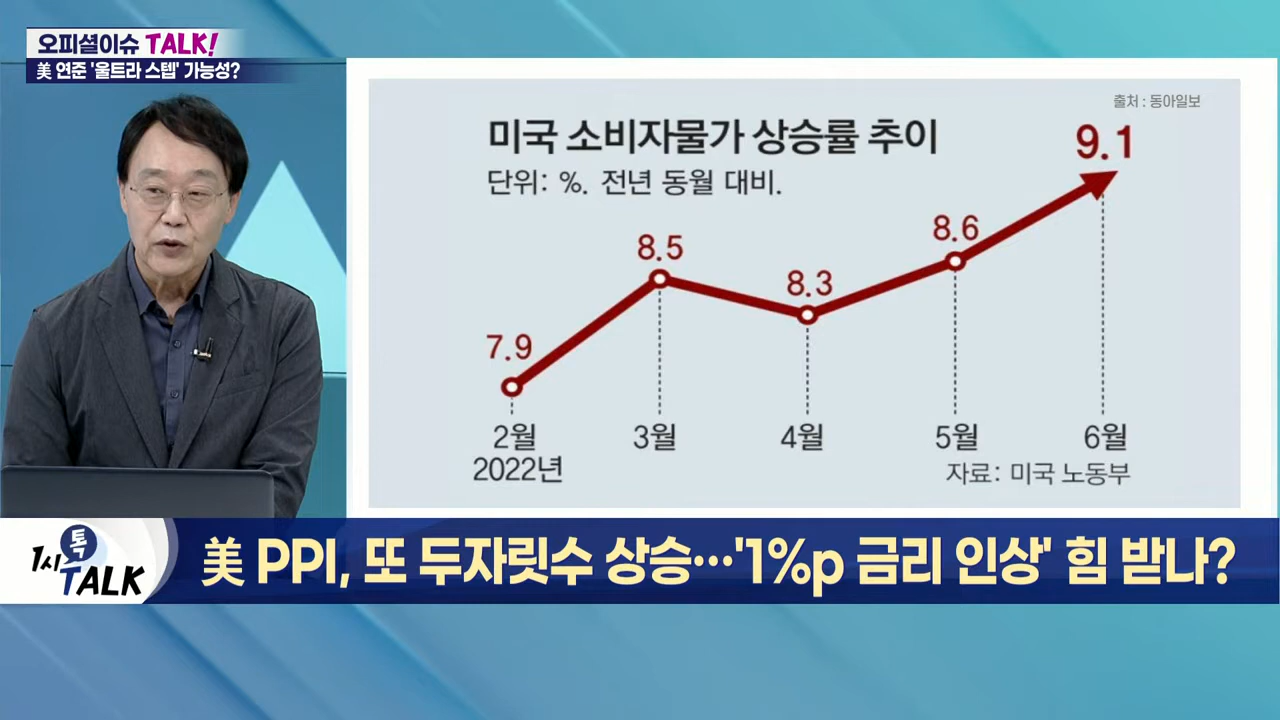 오피셜이슈 TALK!
美 연준 '울트라 스텝' 가능성?
출처 : 동아일보
미국 소비자물가 상승률 추이
단위: %. 전년 동월 대비.
7.9
8.5
8.3
8.6
9.1
2월 3월 4월 5월 6월
2022년
자료: 미국 노동부
1시 톡 TALK
美 PPI, 또 두자릿수 상승…'1%p 금리 인상' 힘 받나?